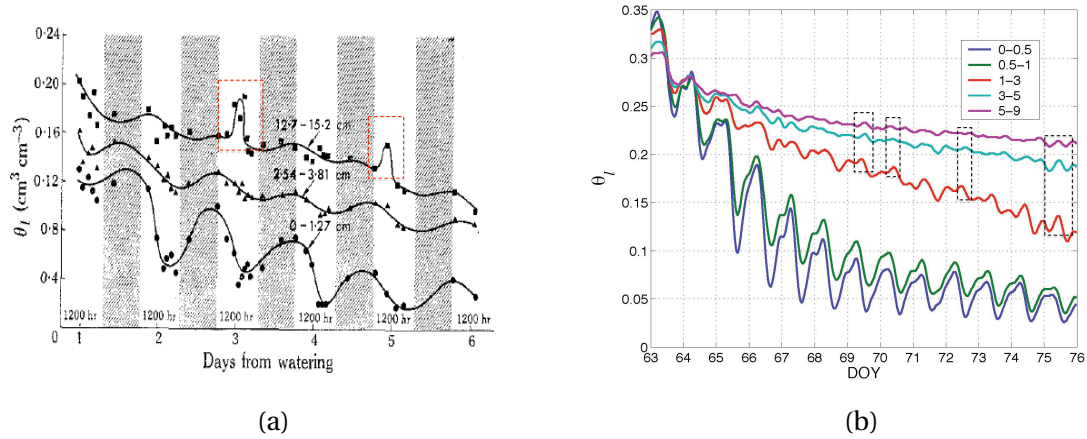 0·24
0·20
0·16
0·12
0·8
0·4
0
θl (cm³ cm⁻³)
12·7–15·2 cm
2·54–3·81 cm
0–1·27 cm
1200 hr 1200 hr 1200 hr 1200 hr 1200 hr 1200 hr
1 2 3 4 5 6
Days from watering
(a)
0.35
0.3
0.25
0.2
0.15
0.1
0.05
0
θl
0–0.5
0.5–1
1–3
3–5
5–9
63 64 65 66 67 68 69 70 71 72 73 74 75 76
DOY
(b)